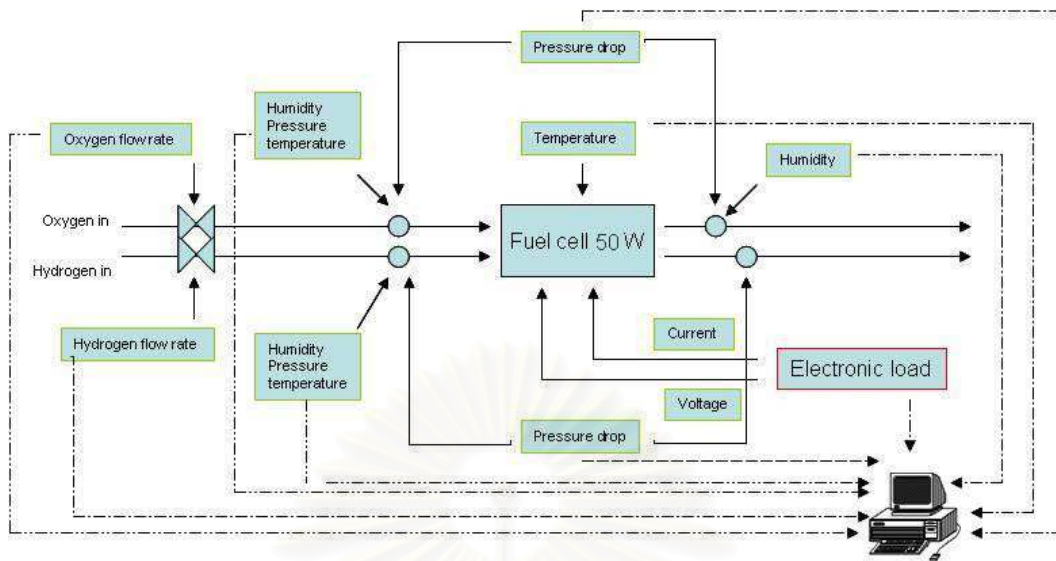 Pressure drop
Humidity
Pressure
temperature
Oxygen flow rate
Temperature
Humidity
Oxygen in
Fuel cell 50 W
Hydrogen in
Hydrogen flow rate
Humidity
Pressure
temperature
Current
Electronic load
Voltage
Pressure drop